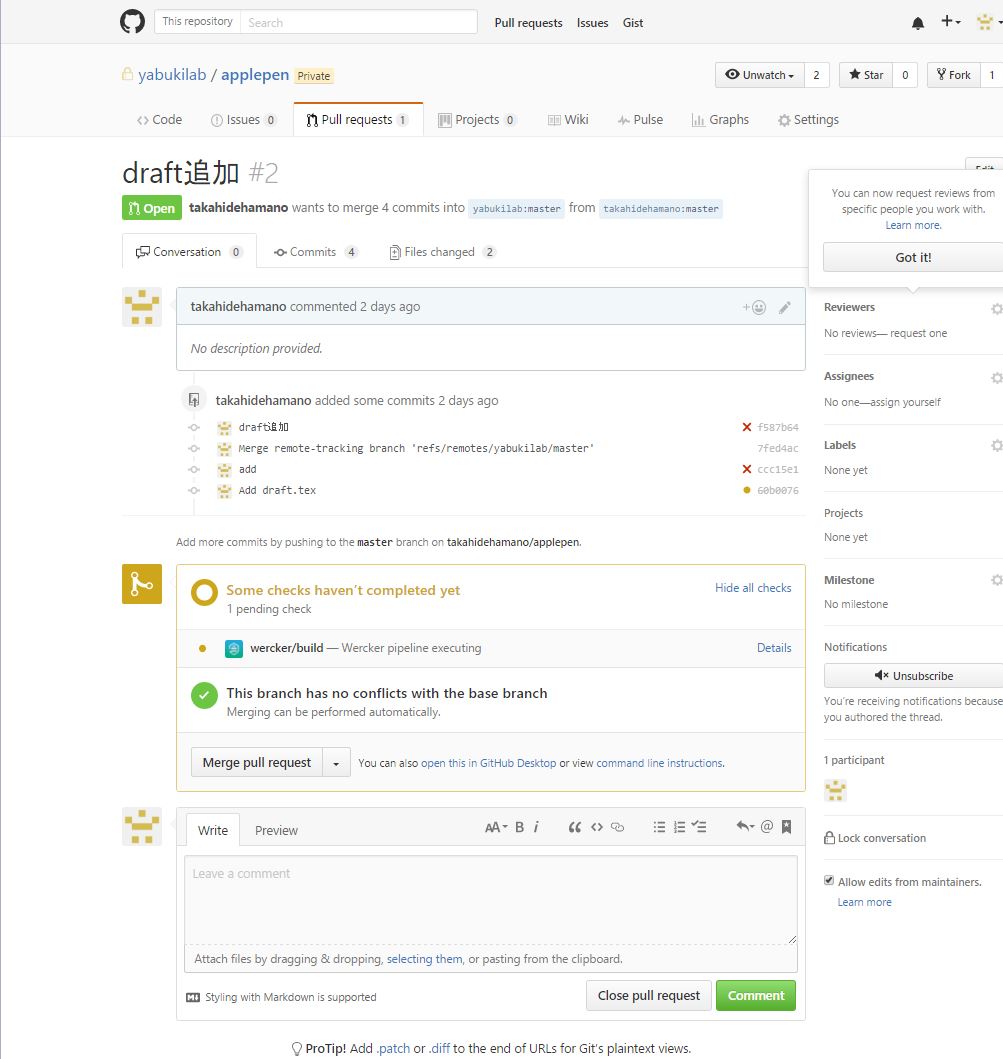 This repository Search Pull requests Issues Gist
yabukilab / applepen Private Unwatch 2 Star 0 Fork 1
Code Issues 0 Pull requests 1 Projects 0 Wiki Pulse Graphs Settings
draft追加 #2
You can now request reviews from
specific people you work with.
Learn more.
Got it!
Open takahidehamano wants to merge 4 commits into yabukilab:master from takahidehamano:master
Conversation 0 Commits 4 Files changed 2
takahidehamano commented 2 days ago
No description provided.
takahidehamano added some commits 2 days ago
draft追加 f587b64
Merge remote-tracking branch 'refs/remotes/yabukilab/master' 7fed4ac
add ccc15e1
Add draft.tex 60b0076
Add more commits by pushing to the master branch on takahidehamano/applepen.
Some checks haven't completed yet Hide all checks
1 pending check
wercker/build — Wercker pipeline executing Details
This branch has no conflicts with the base branch
Merging can be performed automatically.
Merge pull request You can also open this in GitHub Desktop or view command line instructions.
Write Preview AA B i
Leave a comment
Attach files by dragging & dropping, selecting them, or pasting from the clipboard.
Styling with Markdown is supported Close pull request Comment
ProTip! Add .patch or .diff to the end of URLs for Git's plaintext views.
Reviewers
No reviews— request one
Assignees
No one—assign yourself
Labels
None yet
Projects
None yet
Milestone
No milestone
Notifications
Unsubscribe
You're receiving notifications because
you authored the thread.
1 participant
Lock conversation
Allow edits from maintainers.
Learn more